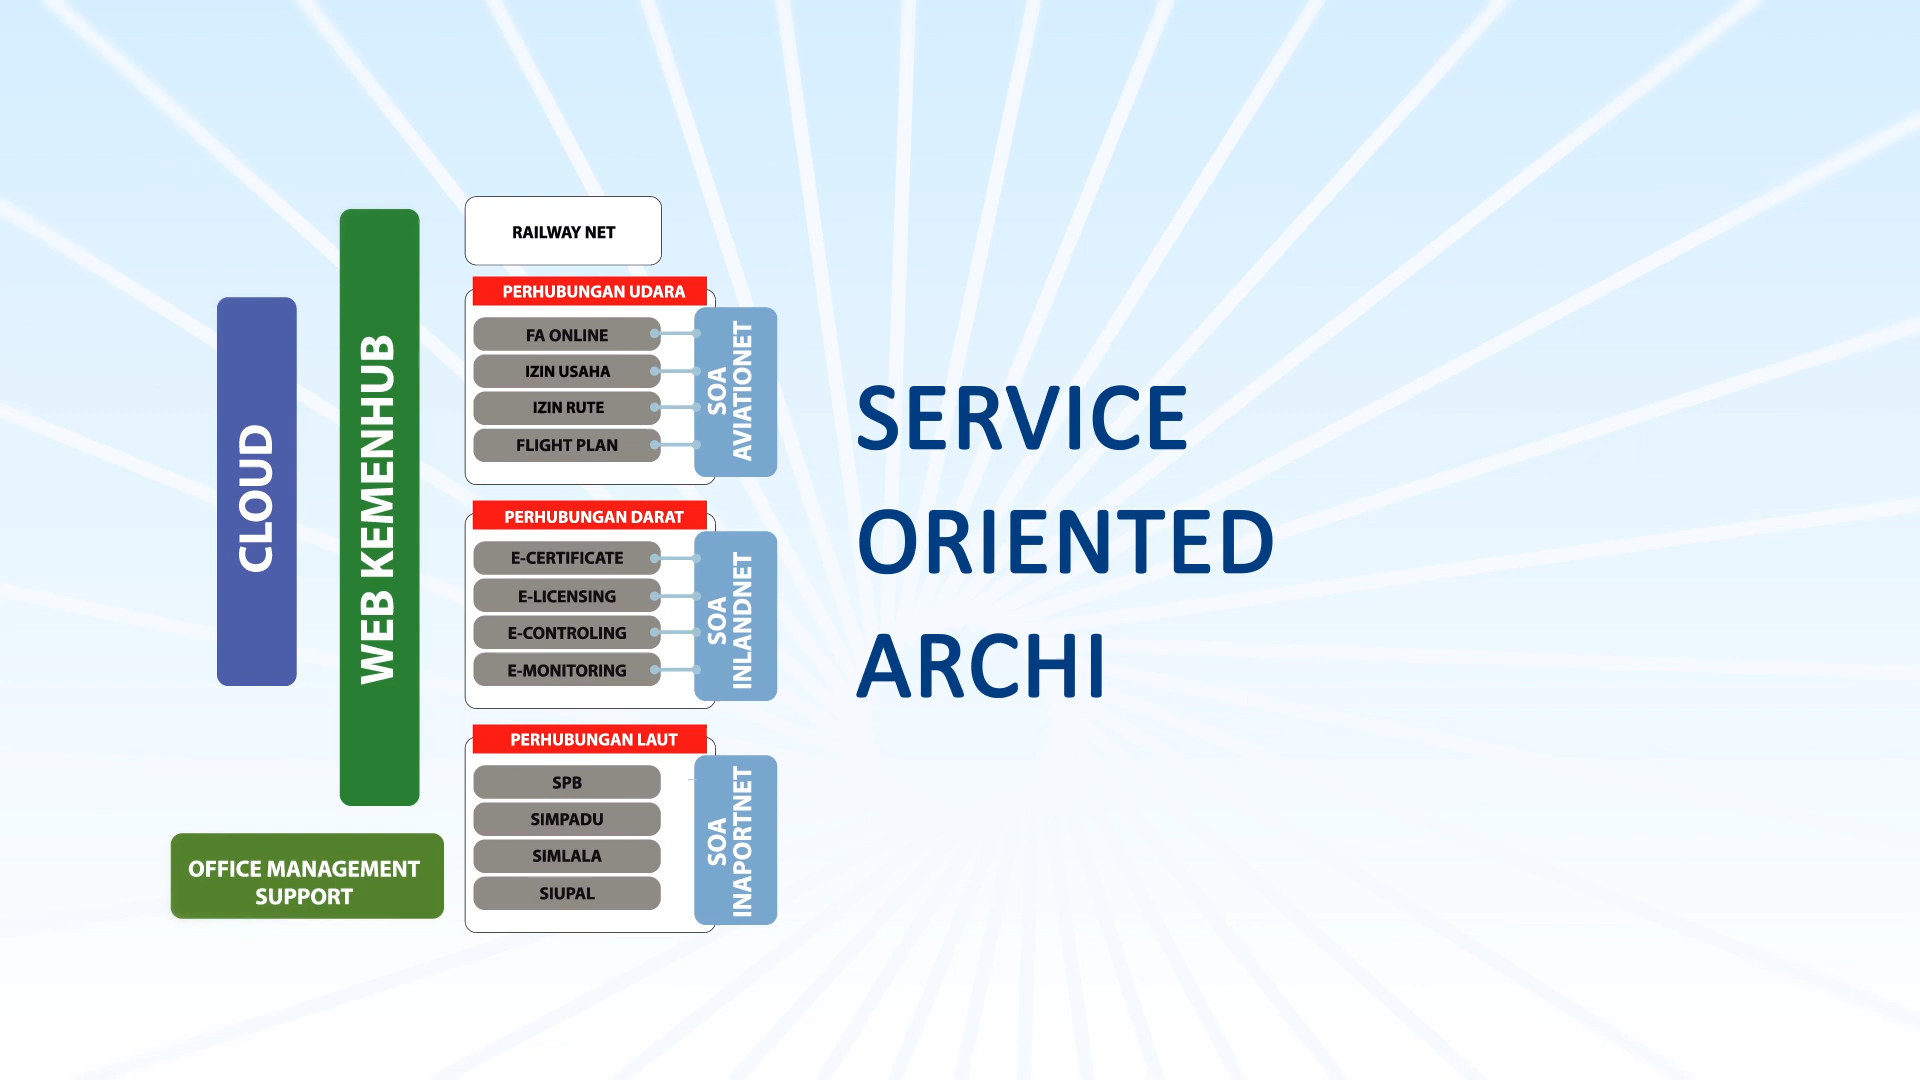 CLOUD
WEB KEMENHUB
OFFICE MANAGEMENT
SUPPORT
RAILWAY NET
PERHUBUNGAN UDARA
FA ONLINE
IZIN USAHA
IZIN RUTE
FLIGHT PLAN
SOA
AVIATIONET
PERHUBUNGAN DARAT
E-CERTIFICATE
E-LICENSING
E-CONTROLING
E-MONITORING
SOA
INLANDNET
PERHUBUNGAN LAUT
SPB
SIMPADU
SIMLALA
SIUPAL
SOA
INAPORTNET
SERVICE
ORIENTED
ARCHI